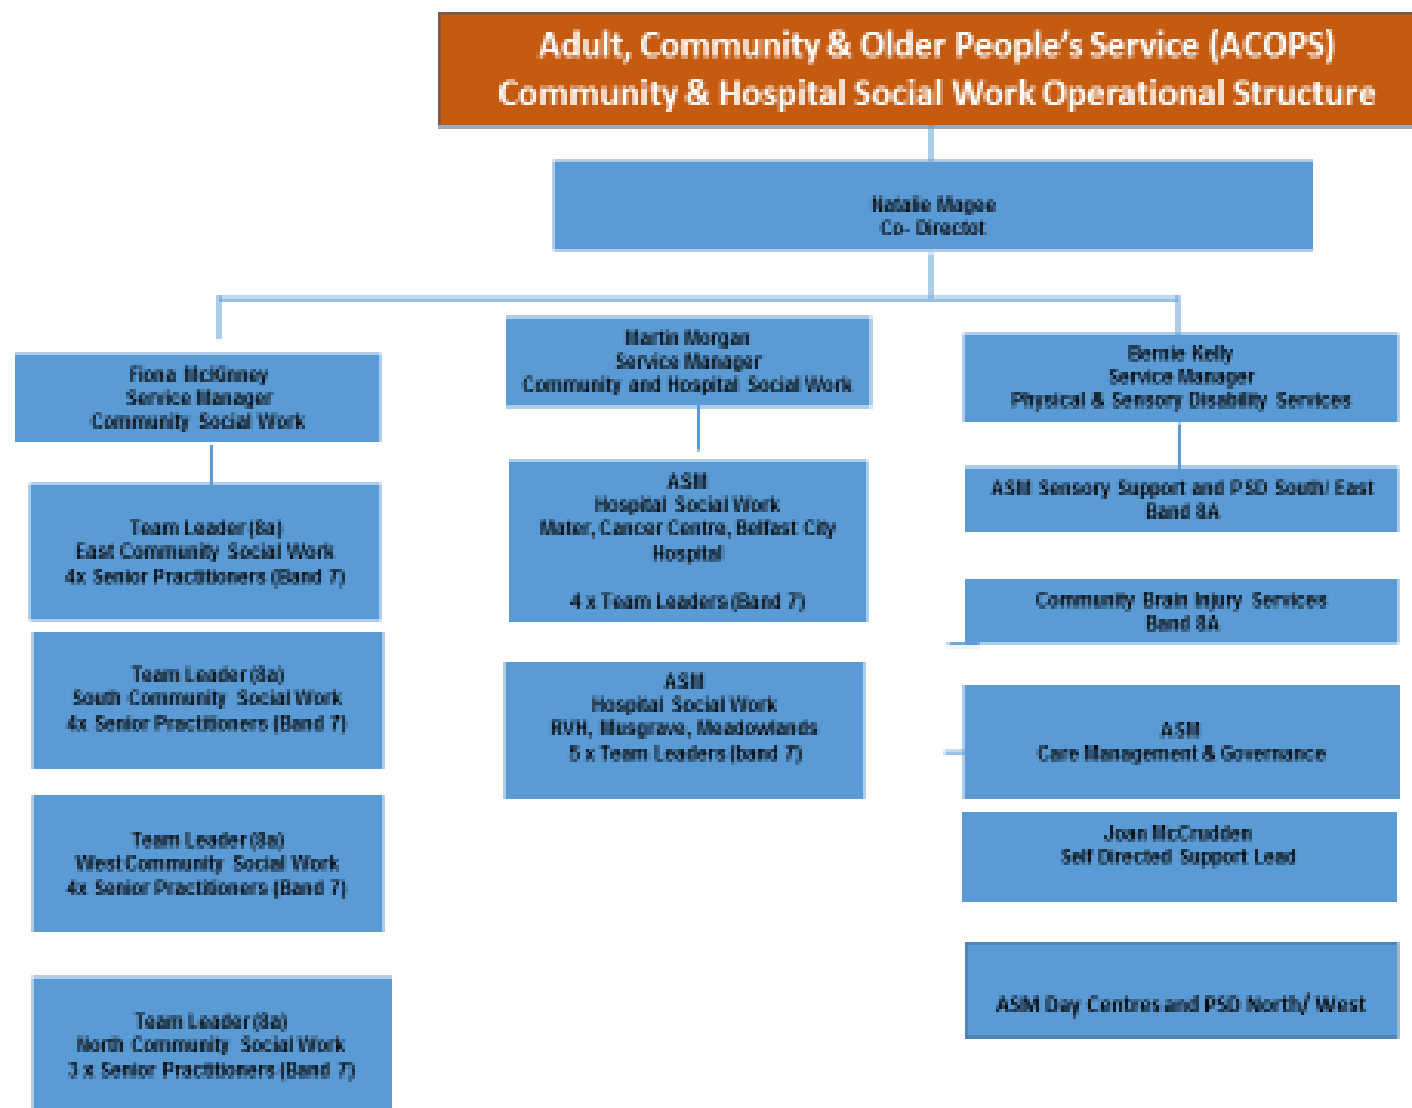 Adult, Community & Older People's Service (ACOPS)
Community & Hospital Social Work Operational Structure
Natalie Magee
Co- Directot
Fiona McKinney
Service Manager
Community Social Work
Team Leader (8a)
East Community Social Work
4x Senior Practitioners (Band 7)
Team Leader (8a)
South Community Social Work
4x Senior Practitioners (Band 7)
Team Leader (8a)
West Community Social Work
4x Senior Practitioners (Band 7)
Team Leader (8a)
North Community Social Work
3 x Senior Practitioners (Band 7)
Martin Morgan
Service Manager
Community and Hospital Social Work
ASM
Hospital Social Work
Mater, Cancer Centre, Belfast City
Hospital
4 x Team Leaders (Band 7)
ASM
Hospital Social Work
RVH, Musgrave, Meadowlands
5 x Team Leaders (band 7)
Bernie Kelly
Service Manager
Physical & Sensory Disability Services
ASM Sensory Support and PSD South/ East
Band 8A
Community Brain Injury Services
Band 8A
ASM
Care Management & Governance
Joan McCrudden
Self Directed Support Lead
ASM Day Centres and PSD North/ West